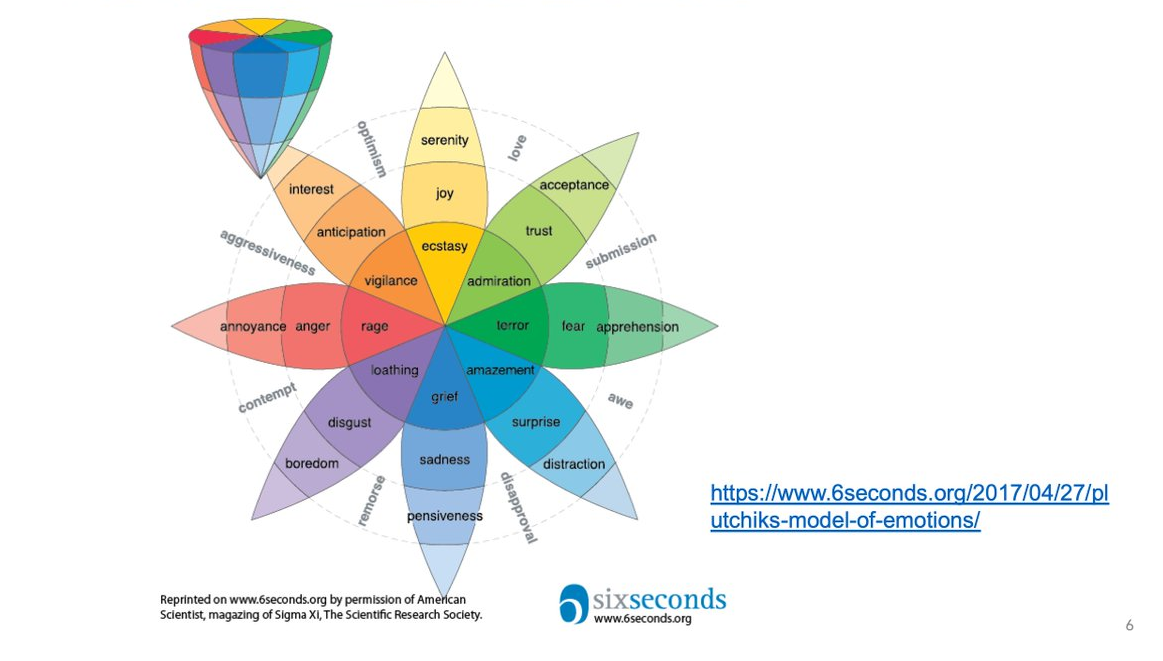 serenity
optimism
love
joy
interest
acceptance
anticipation
trust
ecstasy
aggressiveness
submission
vigilance
admiration
annoyance
anger
rage
terror
fear
apprehension
loathing
amazement
grief
contempt
awe
disgust
surprise
boredom
sadness
distraction
remorse
disapproval
pensiveness
https://www.6seconds.org/2017/04/27/pl
utchiks-model-of-emotions/
Reprinted on www.6seconds.org by permission of American
Scientist, magazing of Sigma Xi, The Scientific Research Society.
sixseconds
www.6seconds.org
6